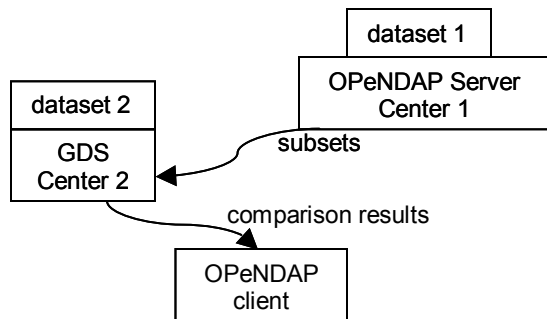 dataset 1
OPeNDAP Server
Center 1
dataset 2
GDS
Center 2
subsets
comparison results
OPeNDAP
client